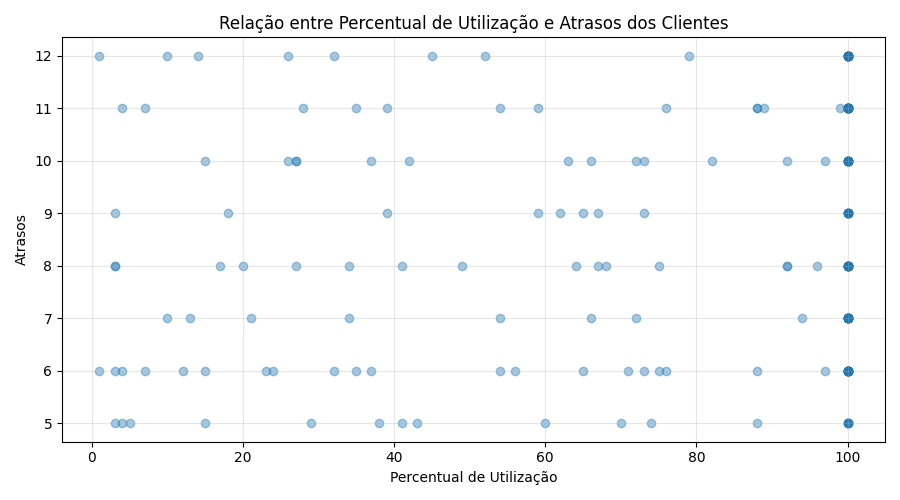 Relação entre Percentual de Utilização e Atrasos dos Clientes
12
11
10
9
8
7
6
5
Atrasos
0 20 40 60 80 100
Percentual de Utilização